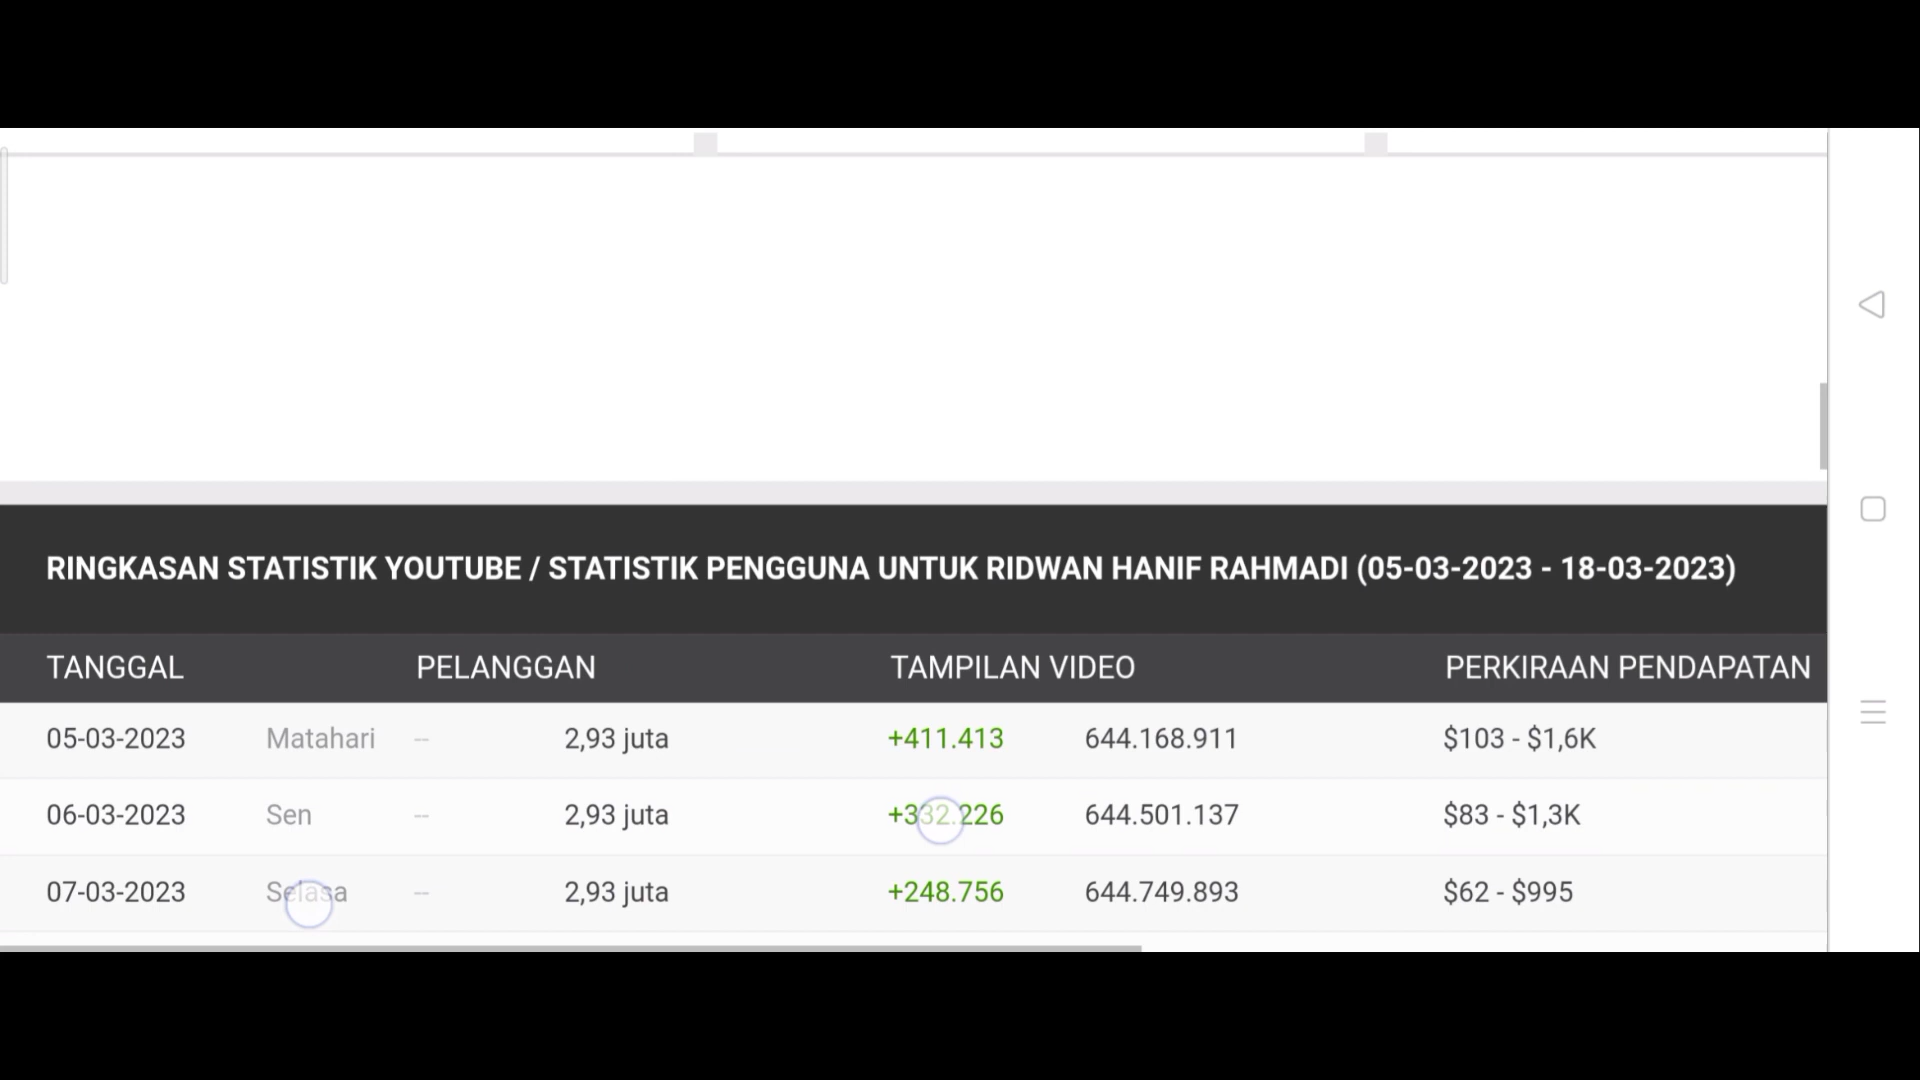 RINGKASAN STATISTIK YOUTUBE / STATISTIK PENGGUNA UNTUK RIDWAN HANIF RAHMADI (05-03-2023 - 18-03-2023)
TANGGAL PELANGGAN TAMPILAN VIDEO PERKIRAAN PENDAPATAN
05-03-2023 Matahari -- 2,93 juta +411.413 644.168.911 $103 - $1,6K
06-03-2023 Sen -- 2,93 juta +332.226 644.501.137 $83 - $1,3K
07-03-2023 Selasa -- 2,93 juta +248.756 644.749.893 $62 - $995